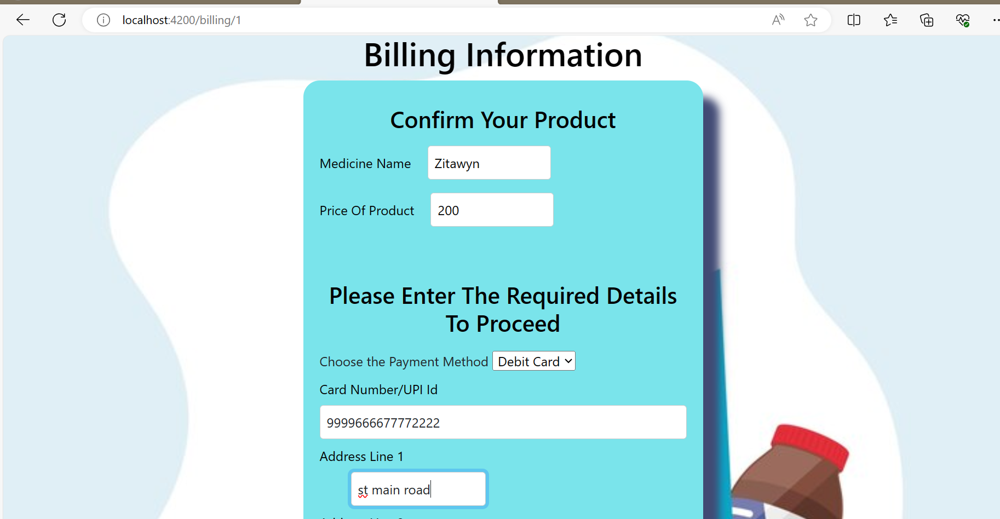 localhost:4200/billing/1
Billing Information
Confirm Your Product
Medicine Name Zitawyn
Price Of Product 200
Please Enter The Required Details
To Proceed
Choose the Payment Method Debit Card
Card Number/UPI Id
9999666677772222
Address Line 1
st main road